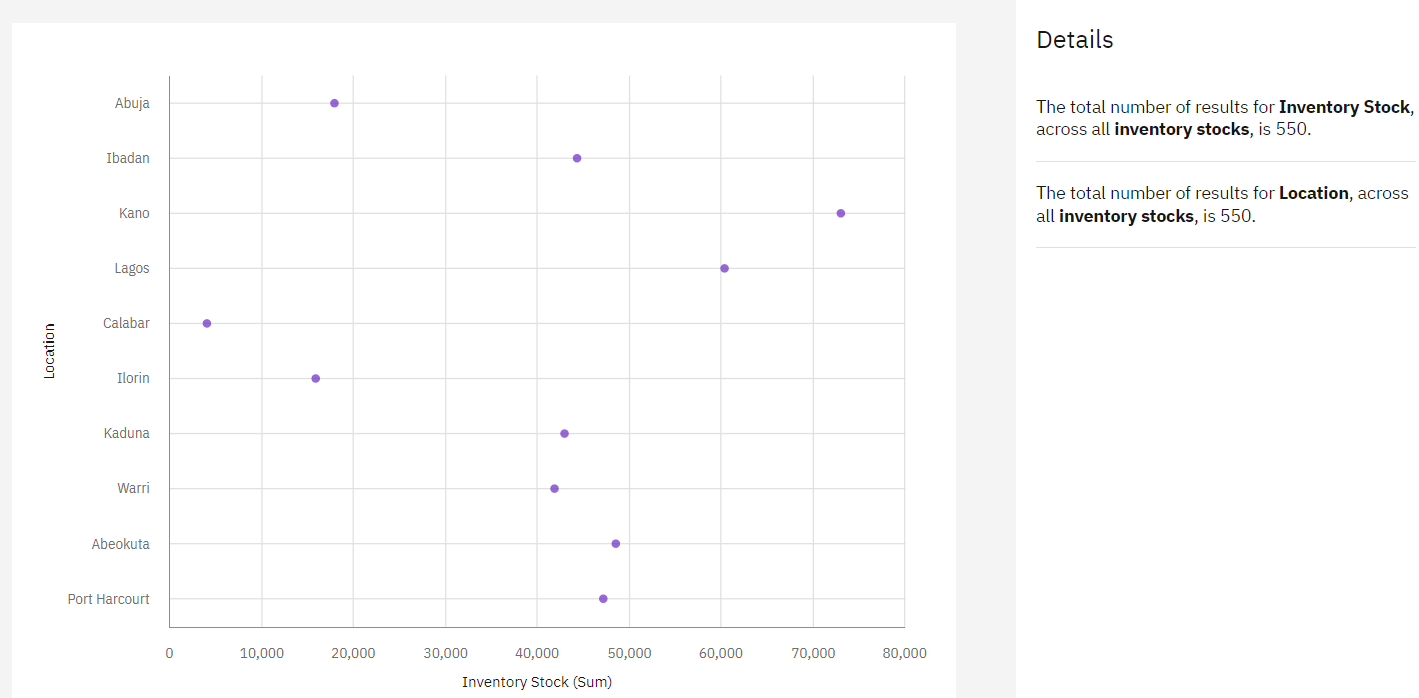 Details
The total number of results for Inventory Stock,
across all inventory stocks, is 550.
The total number of results for Location, across
all inventory stocks, is 550.
Location
Abuja
Ibadan
Kano
Lagos
Calabar
Ilorin
Kaduna
Warri
Abeokuta
Port Harcourt
0 10,000 20,000 30,000 40,000 50,000 60,000 70,000 80,000
Inventory Stock (Sum)